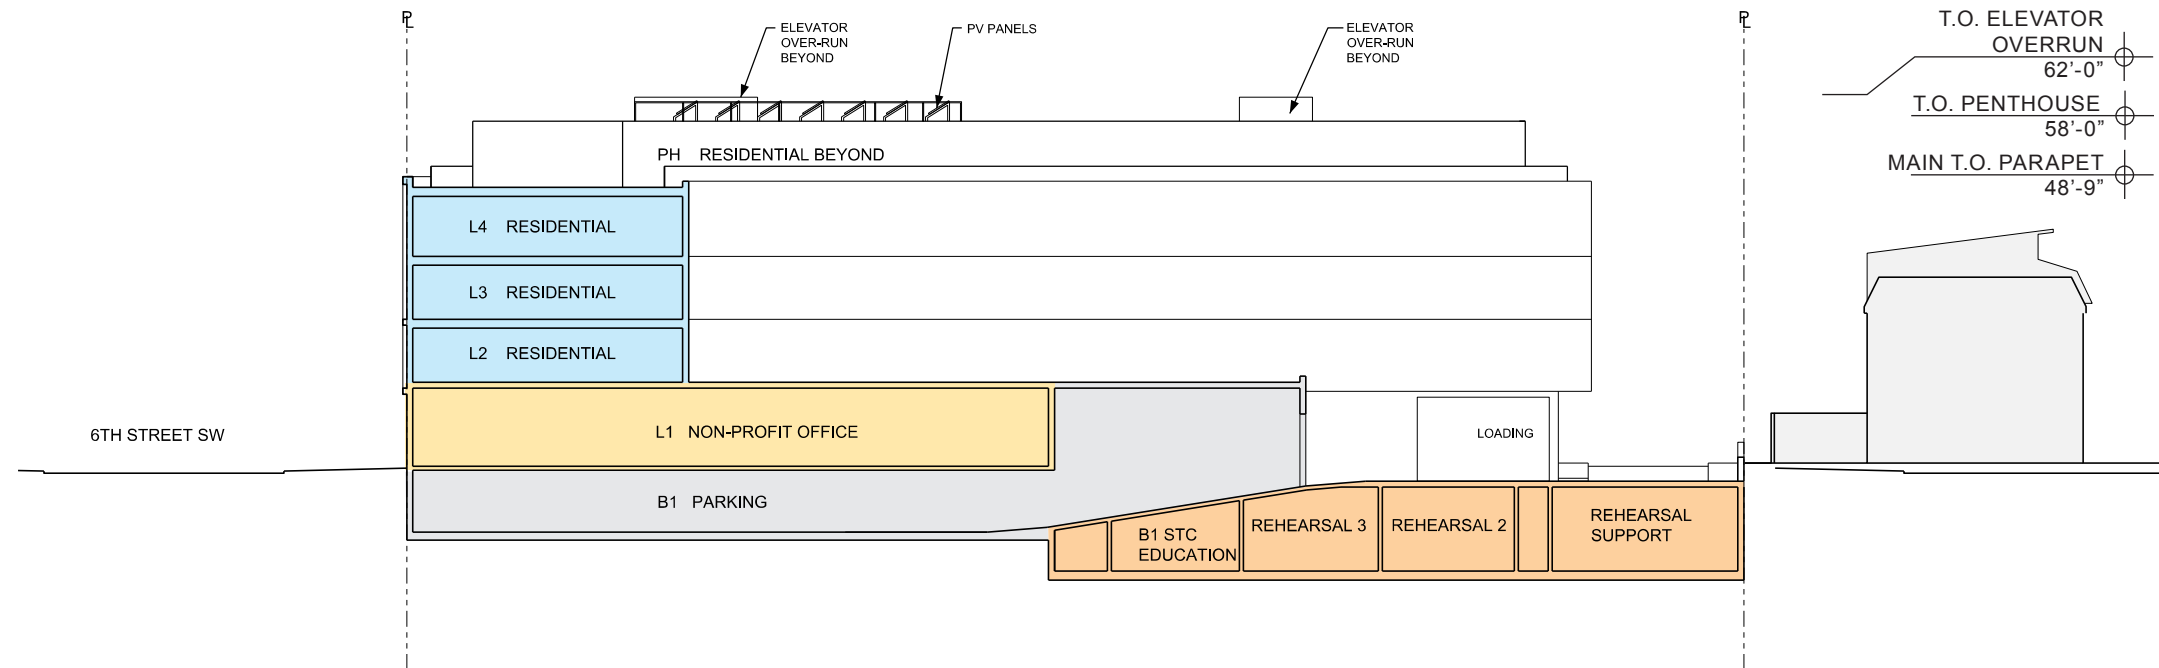 PL
ELEVATOR
OVER-RUN
BEYOND
PV PANELS
ELEVATOR
OVER-RUN
BEYOND
PL
T.O. ELEVATOR
OVERRUN
62'-0"
T.O. PENTHOUSE
58'-0"
MAIN T.O. PARAPET
48'-9"
PH RESIDENTIAL BEYOND
L4 RESIDENTIAL
L3 RESIDENTIAL
L2 RESIDENTIAL
6TH STREET SW
L1 NON-PROFIT OFFICE
LOADING
B1 PARKING
B1 STC
EDUCATION
REHEARSAL 3
REHEARSAL 2
REHEARSAL
SUPPORT